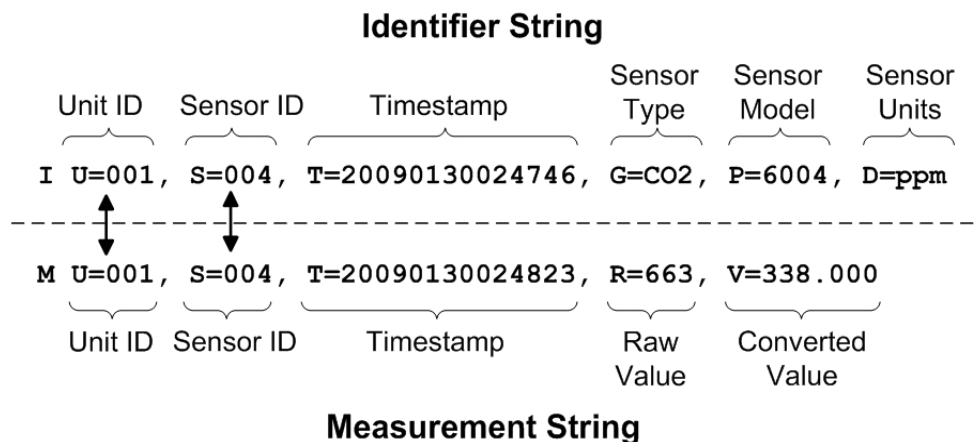 Identifier String
Unit ID Sensor ID Timestamp Sensor Type Sensor Model Sensor Units
I U=001, S=004, T=20090130024746, G=CO2, P=6004, D=ppm
M U=001, S=004, T=20090130024823, R=663, V=338.000
Unit ID Sensor ID Timestamp Raw Value Converted Value
Measurement String